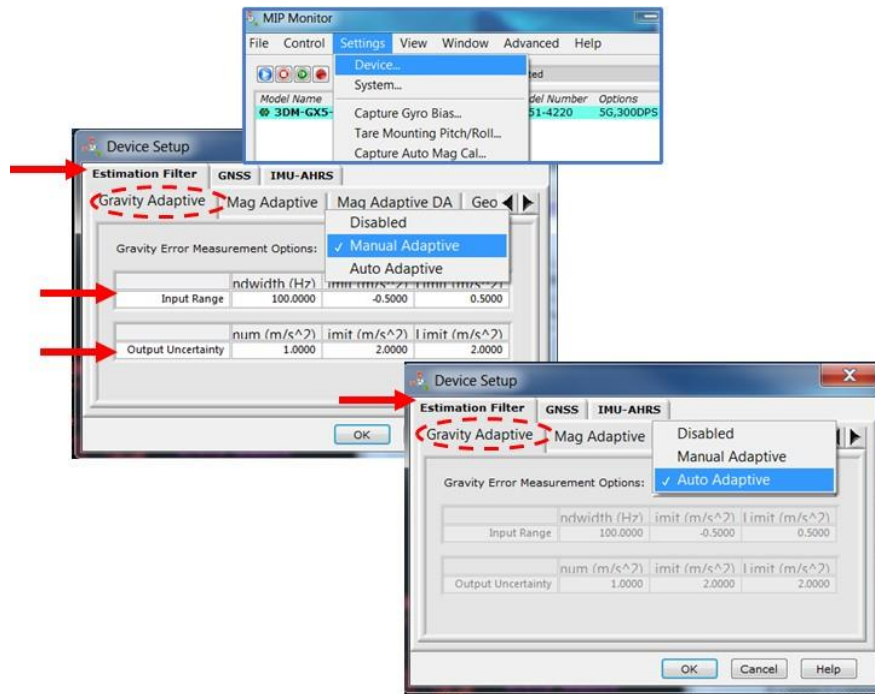 MIP Monitor
File Control Settings View Window Advanced Help
Device...
System...
Capture Gyro Bias...
Tare Mounting Pitch/Roll...
Capture Auto Mag Cal...
Model Name Number Options
3DM-GX5- 51-4220 5G,300DPS
Device Setup
Estimation Filter GNSS IMU-AHRS
Gravity Adaptive Mag Adaptive Mag Adaptive DA Geo
Disabled
Gravity Error Measurement Options: ✓ Manual Adaptive
Auto Adaptive
ndwidth (Hz) imit (m/s^2) Limit (m/s^2)
Input Range 100.0000 -0.5000 0.5000
num (m/s^2) imit (m/s^2) Limit (m/s^2)
Output Uncertainty 1.0000 2.0000 2.0000
OK
Device Setup
Estimation Filter GNSS IMU-AHRS
Gravity Adaptive Mag Adaptive
Disabled
Manual Adaptive
Gravity Error Measurement Options: ✓ Auto Adaptive
ndwidth (Hz) imit (m/s^2) Limit (m/s^2)
Input Range 100.0000 -0.5000 0.5000
num (m/s^2) imit (m/s^2) Limit (m/s^2)
Output Uncertainty 1.0000 2.0000 2.0000
OK Cancel Help